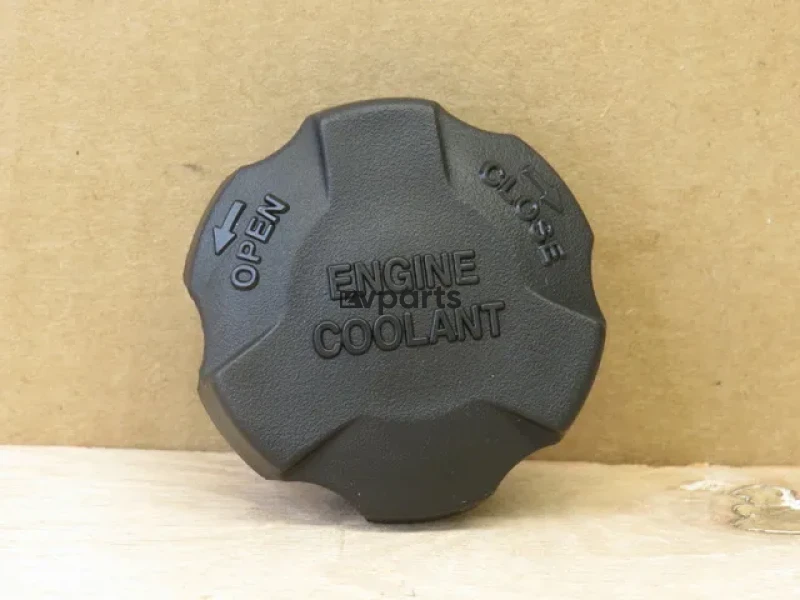 OPEN
CLOSE
ENGINE
vparts
COOLANT